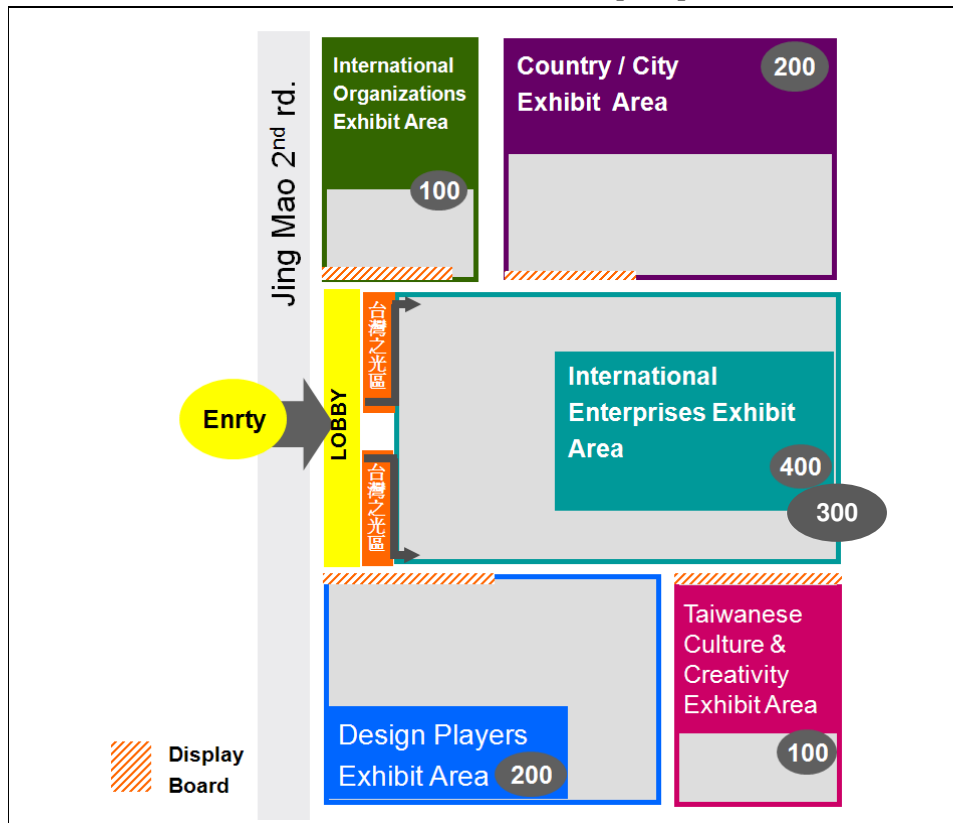 Jing Mao 2nd rd.
International
Organizations
Exhibit Area
100
Country / City
Exhibit Area
200
Enrty
LOBBY
台灣之光區
台灣之光區
International
Enterprises Exhibit
Area
400
300
Design Players
Exhibit Area
200
Taiwanese
Culture &
Creativity
Exhibit Area
100
Display
Board